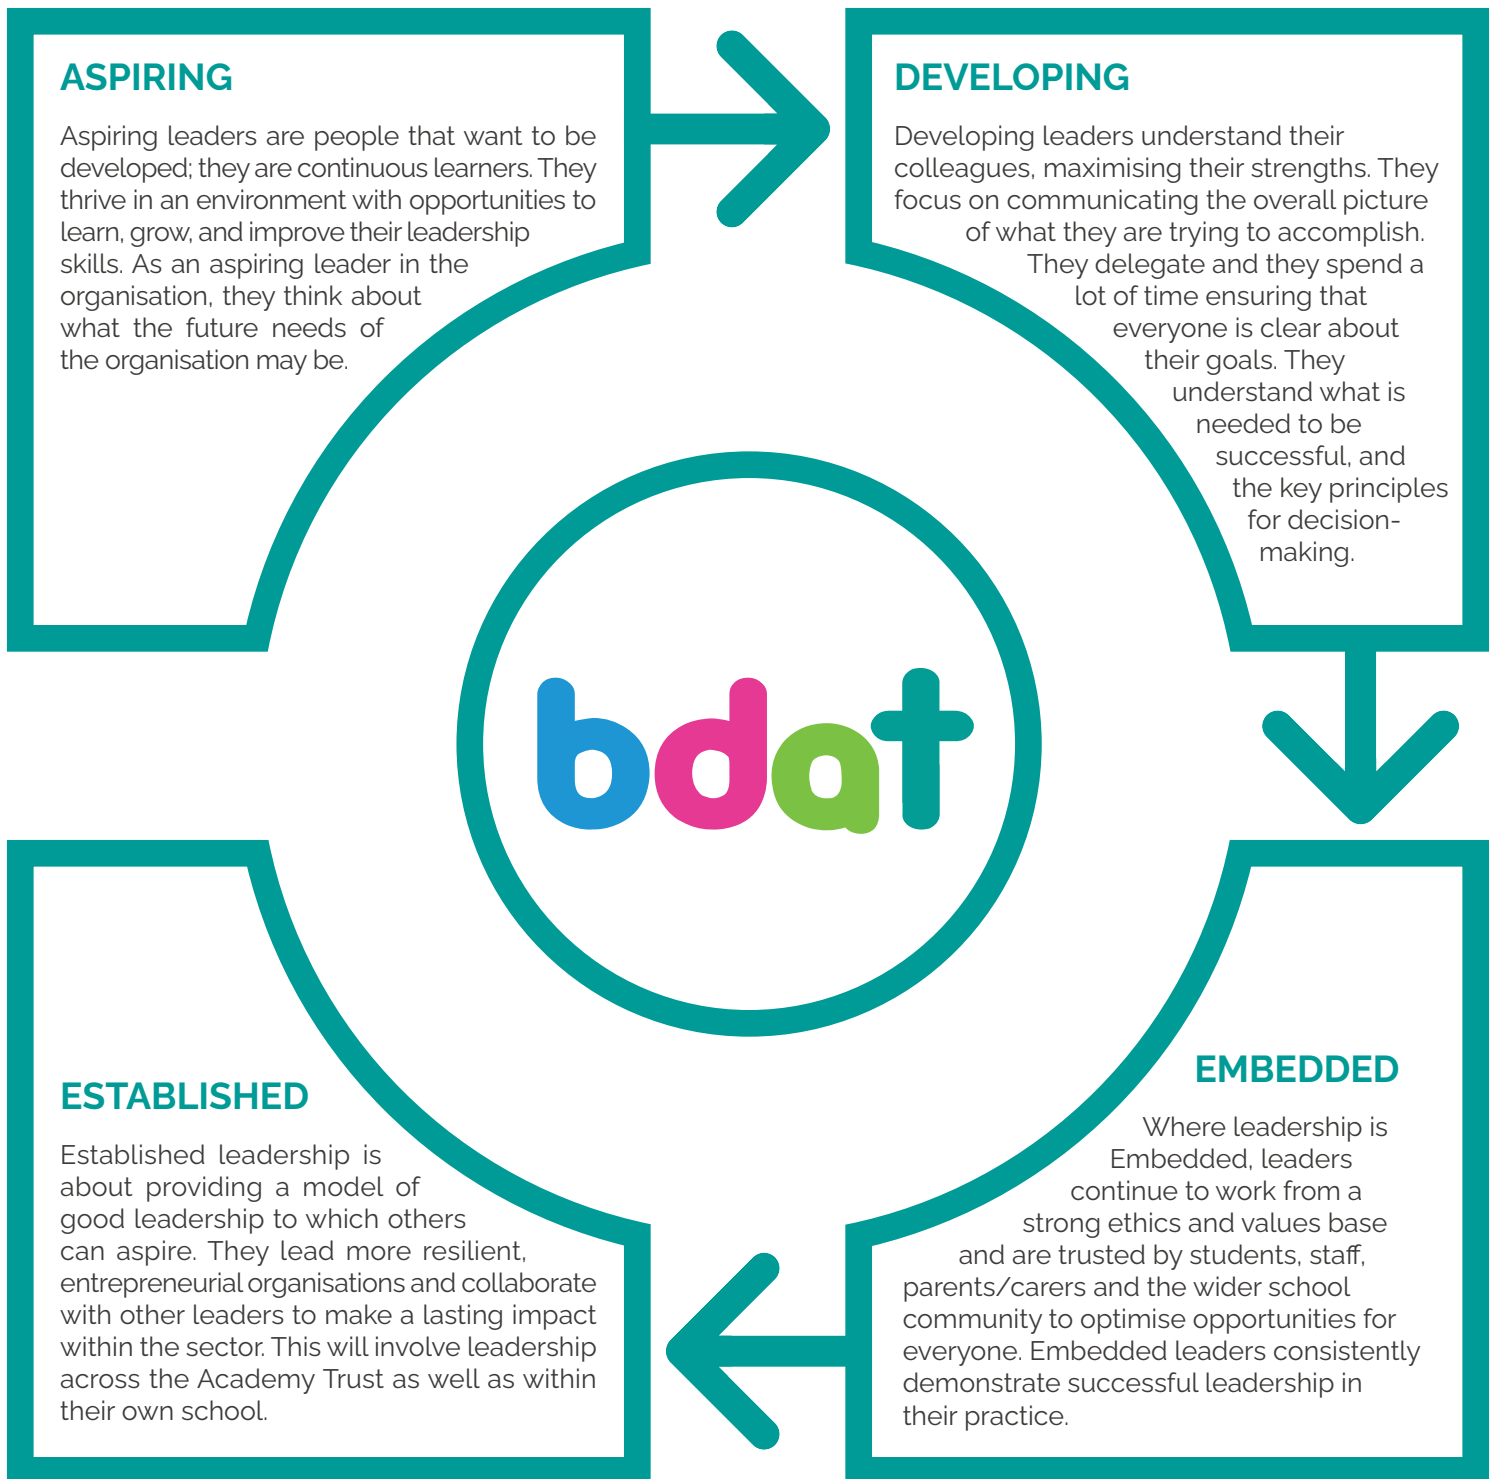 ASPIRING
Aspiring leaders are people that want to be
developed; they are continuous learners. They
thrive in an environment with opportunities to
learn, grow, and improve their leadership
skills. As an aspiring leader in the
organisation, they think about
what the future needs of
the organisation may be.
DEVELOPING
Developing leaders understand their
colleagues, maximising their strengths. They
focus on communicating the overall picture
of what they are trying to accomplish.
They delegate and they spend a
lot of time ensuring that
everyone is clear about
their goals. They
understand what is
needed to be
successful, and
the key principles
for decision-
making.
bdat
EMBEDDED
Where leadership is
Embedded, leaders
continue to work from a
strong ethics and values base
and are trusted by students, staff,
parents/carers and the wider school
community to optimise opportunities for
everyone. Embedded leaders consistently
demonstrate successful leadership in
their practice.
ESTABLISHED
Established leadership is
about providing a model of
good leadership to which others
can aspire. They lead more resilient,
entrepreneurial organisations and collaborate
with other leaders to make a lasting impact
within the sector. This will involve leadership
across the Academy Trust as well as within
their own school.